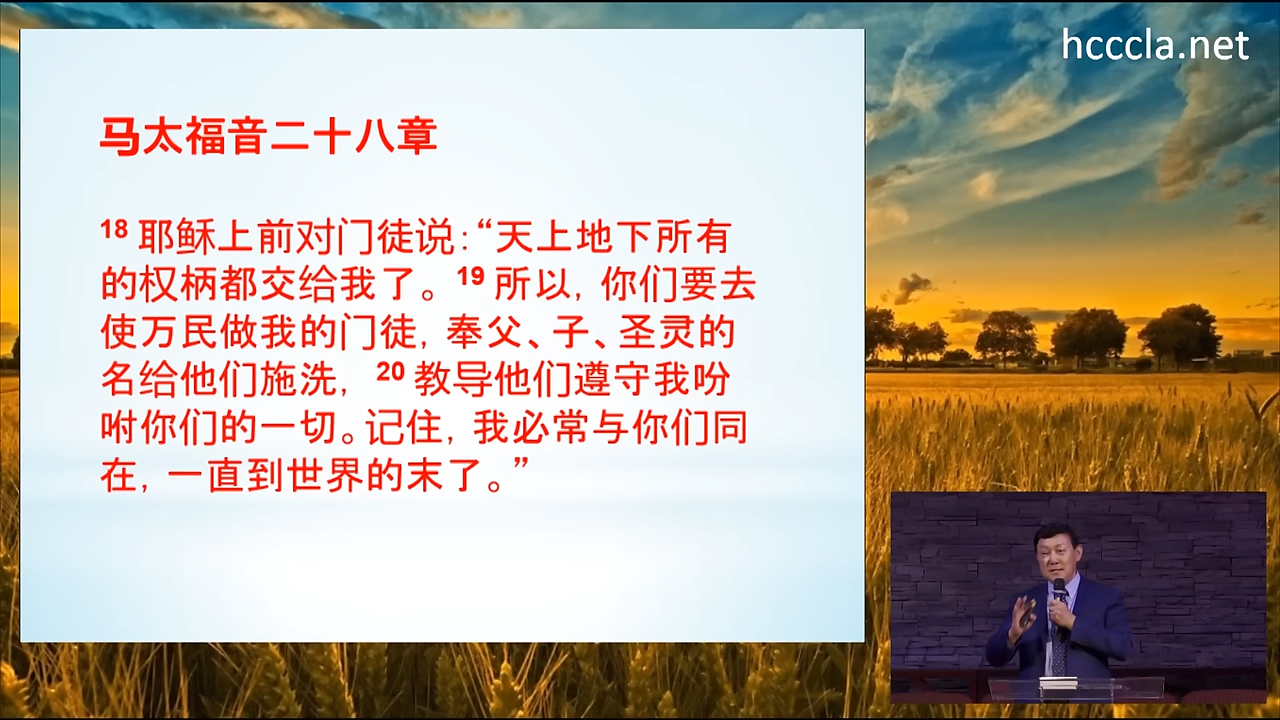 hcccla.net
马太福音二十八章
18 耶稣上前对门徒说：“天上地下所有
的权柄都交给我了。19 所以，你们要去
使万民做我的门徒，奉父、子、圣灵的
名给他们施洗，20 教导他们遵守我吩
咐你们的一切。记住，我必常与你们同
在，一直到世界的末了。”